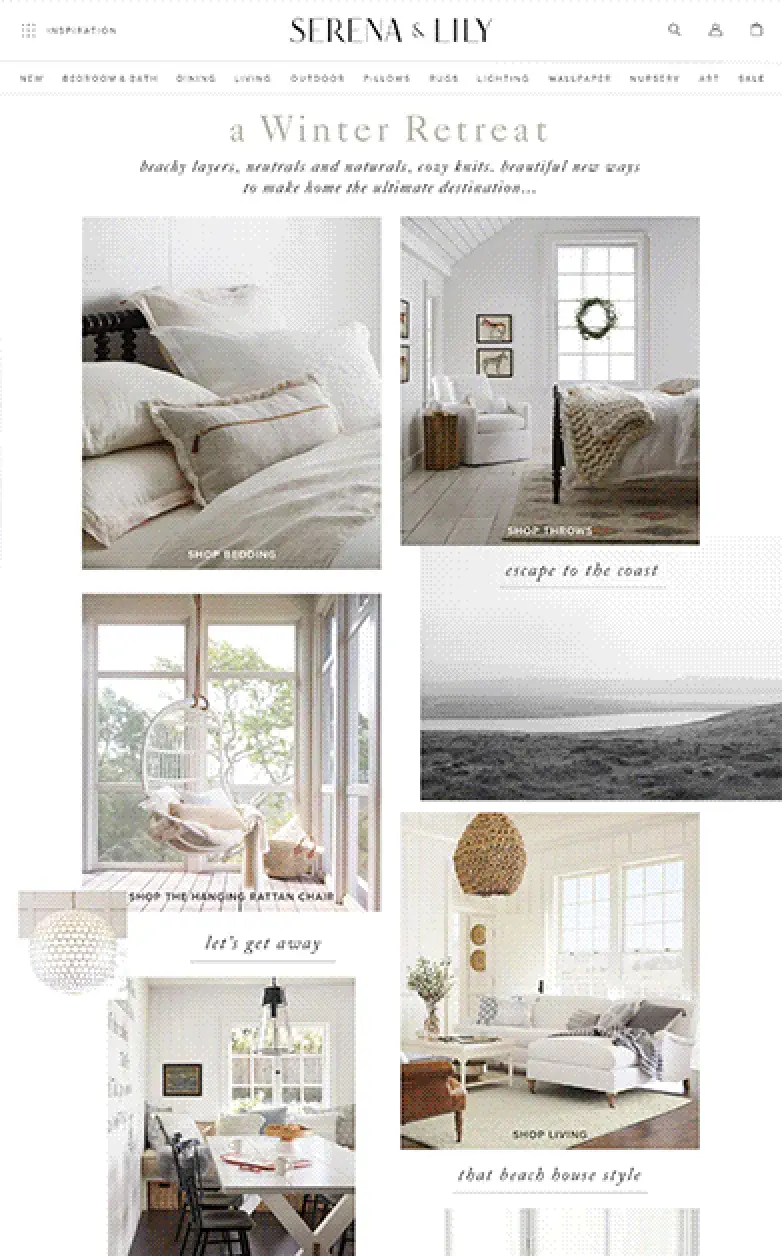 INSPIRATION
SERENA & LILY
NEW BEDROOM & BATH DINING LIVING OUTDOOR PILLOWS RUGS LIGHTING WALLPAPER NURSERY ART SALE
a Winter Retreat
beachy layers, neutrals and naturals, cozy knits. beautiful new ways
to make home the ultimate destination...
SHOP BEDDING
SHOP THROWS
escape to the coast
SHOP THE HANGING RATTAN CHAIR
let's get away
SHOP LIVING
that beach house style